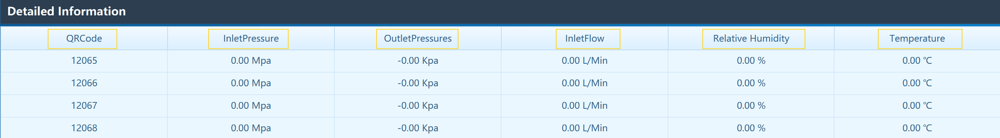 Detailed Information
QRCode InletPressure OutletPressures InletFlow Relative Humidity Temperature
12065 0.00 Mpa -0.00 Kpa 0.00 L/Min 0.00 % 0.00 ℃
12066 0.00 Mpa -0.00 Kpa 0.00 L/Min 0.00 % 0.00 ℃
12067 0.00 Mpa -0.00 Kpa 0.00 L/Min 0.00 % 0.00 ℃
12068 0.00 Mpa -0.00 Kpa 0.00 L/Min 0.00 % 0.00 ℃